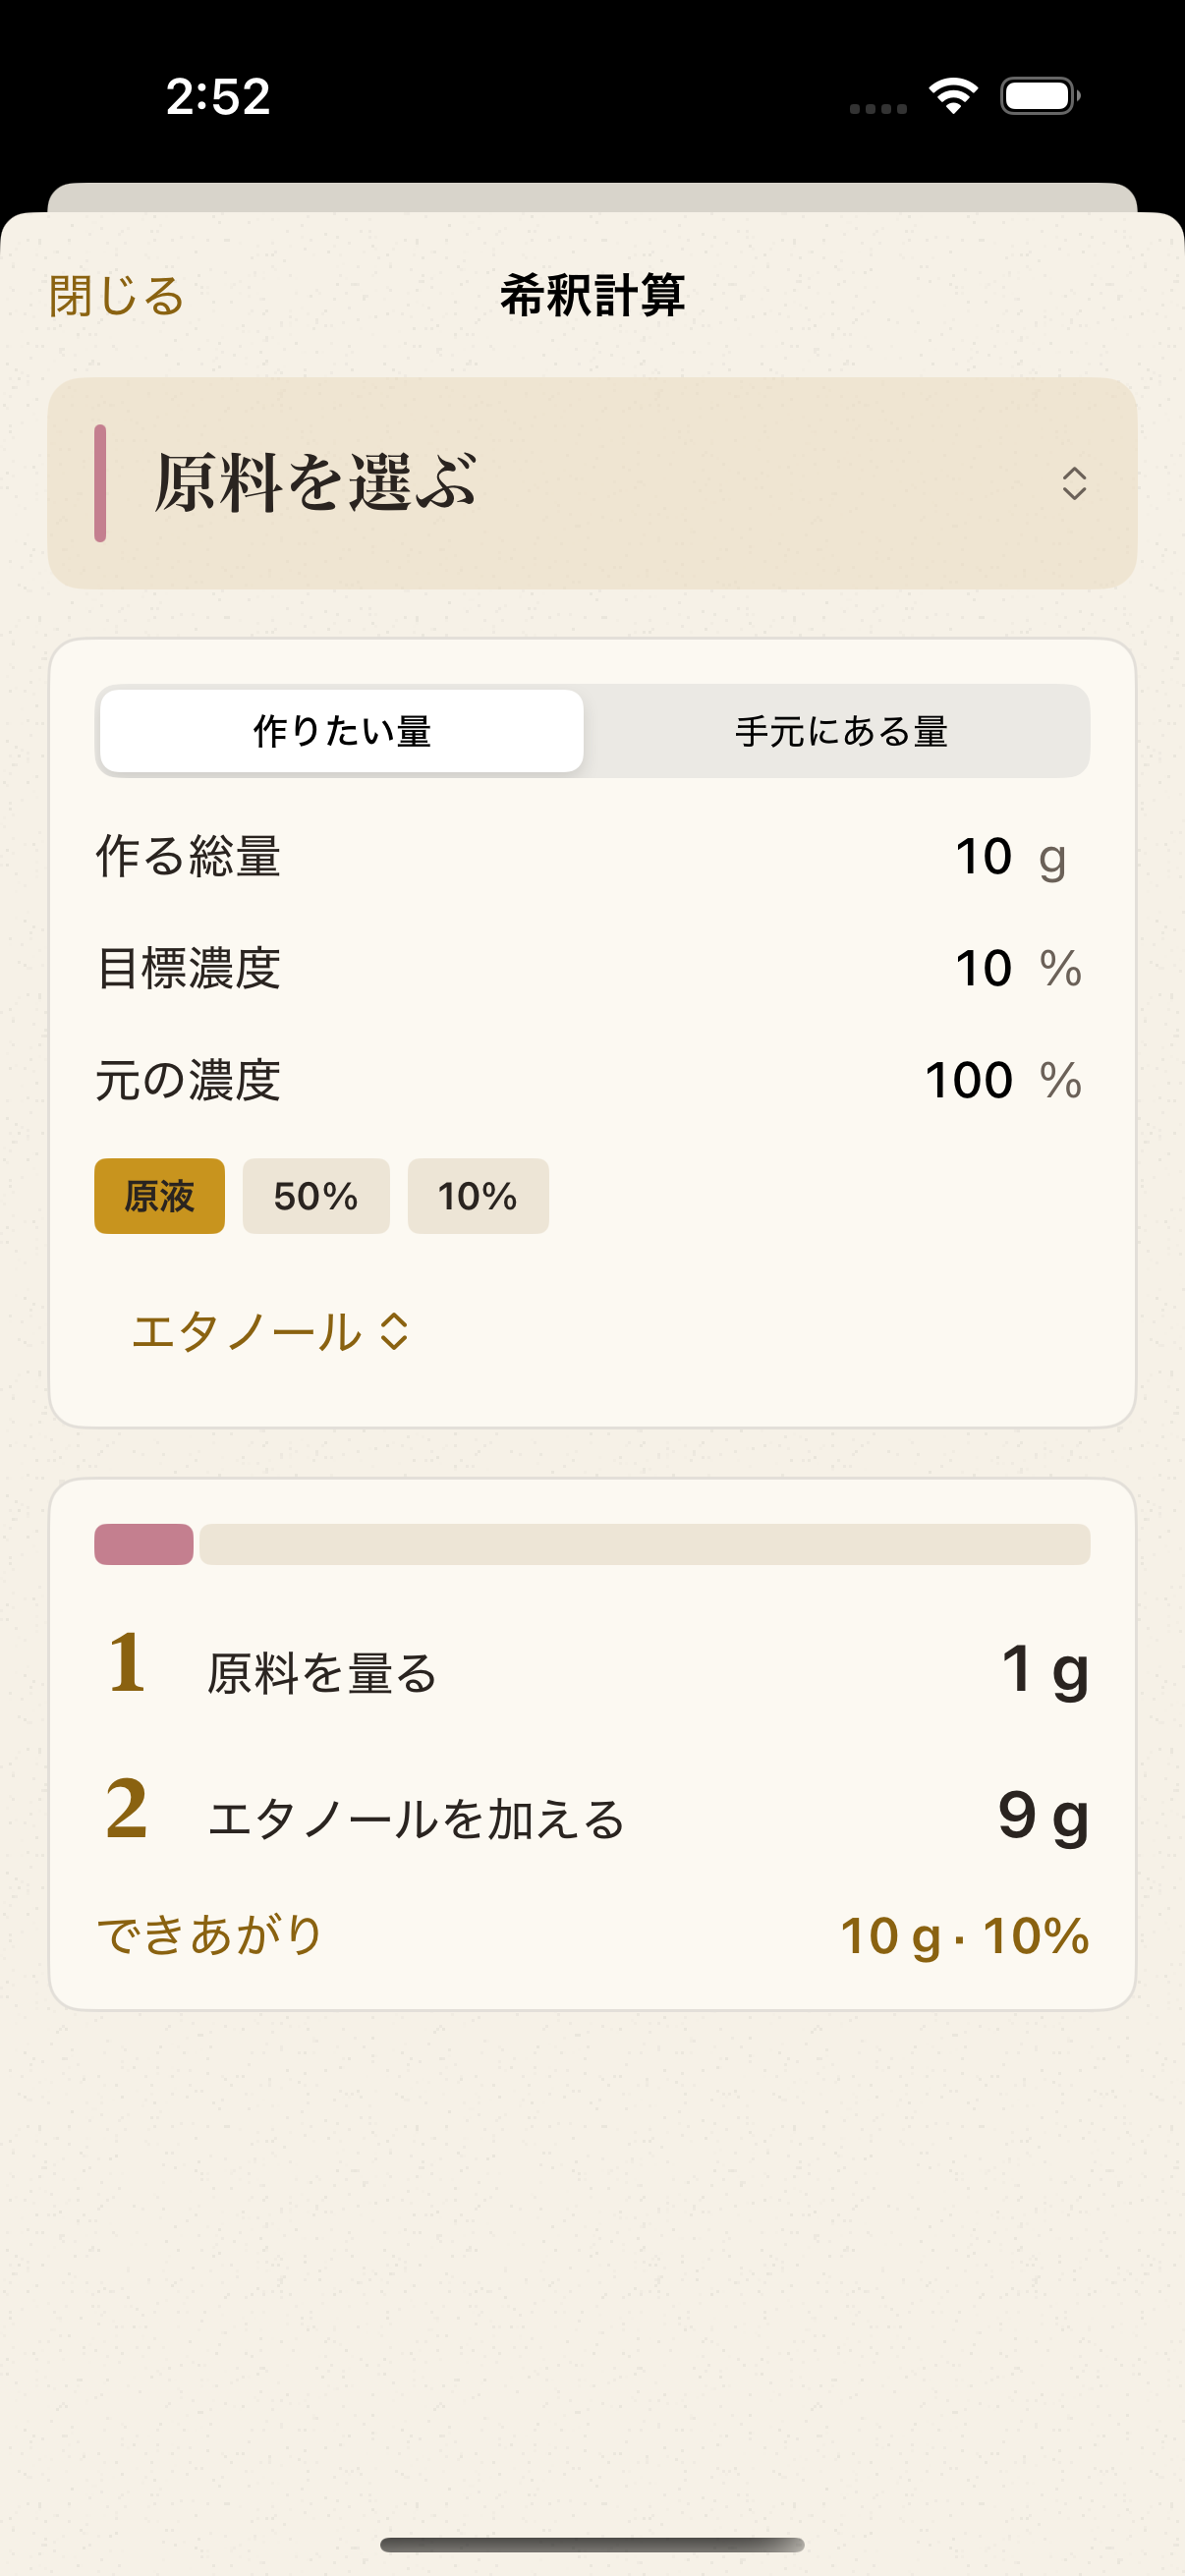 2:52
閉じる 希釈計算
原料を選ぶ
作りたい量 手元にある量
作る総量 10 g
目標濃度 10 %
元の濃度 100 %
原液 50% 10%
エタノール
1 原料を量る 1 g
2 エタノールを加える 9 g
できあがり 10 g · 10%